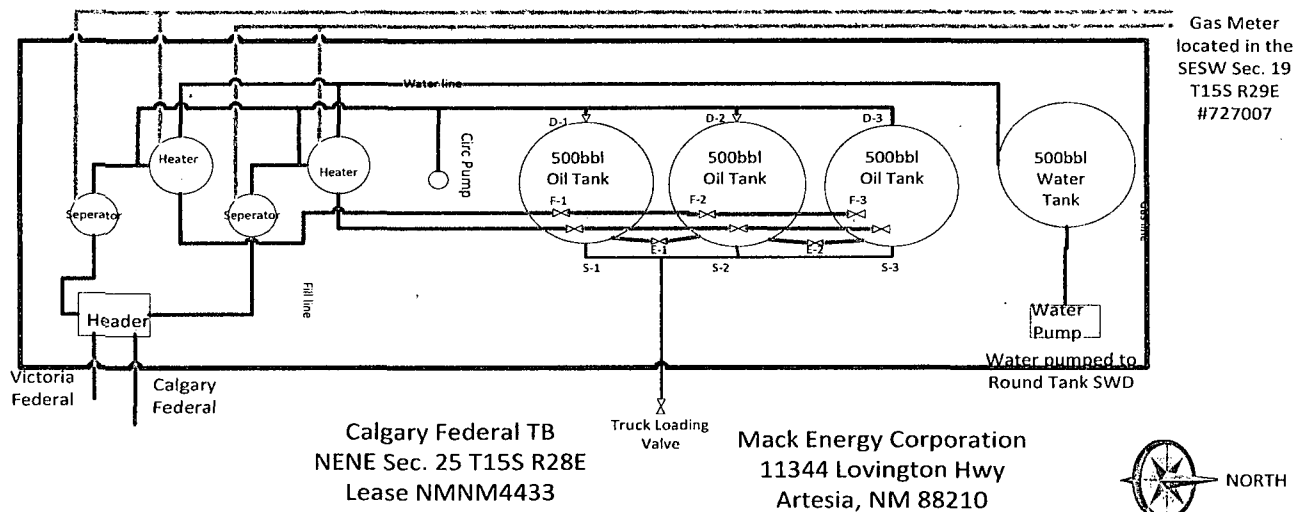 Gas Meter
located in the
SESW Sec. 19
T15S R29E
#727007
Water line
D-1
D-2
D-3
Heater
Heater
Circ Pump
500bbl
Oil Tank
500bbl
Oil Tank
500bbl
Oil Tank
500bbl
Water
Tank
Seperator
Seperator
F-1
F-2
F-3
Gas line
E-1
E-2
S-1
S-2
S-3
Fill line
Header
Water
Pump
Water pumped to
Round Tank SWD
Victoria
Federal
Calgary
Federal
Truck Loading
Valve
Calgary Federal TB
NENE Sec. 25 T15S R28E
Lease NMNM4433
Mack Energy Corporation
11344 Lovington Hwy
Artesia, NM 88210
NORTH